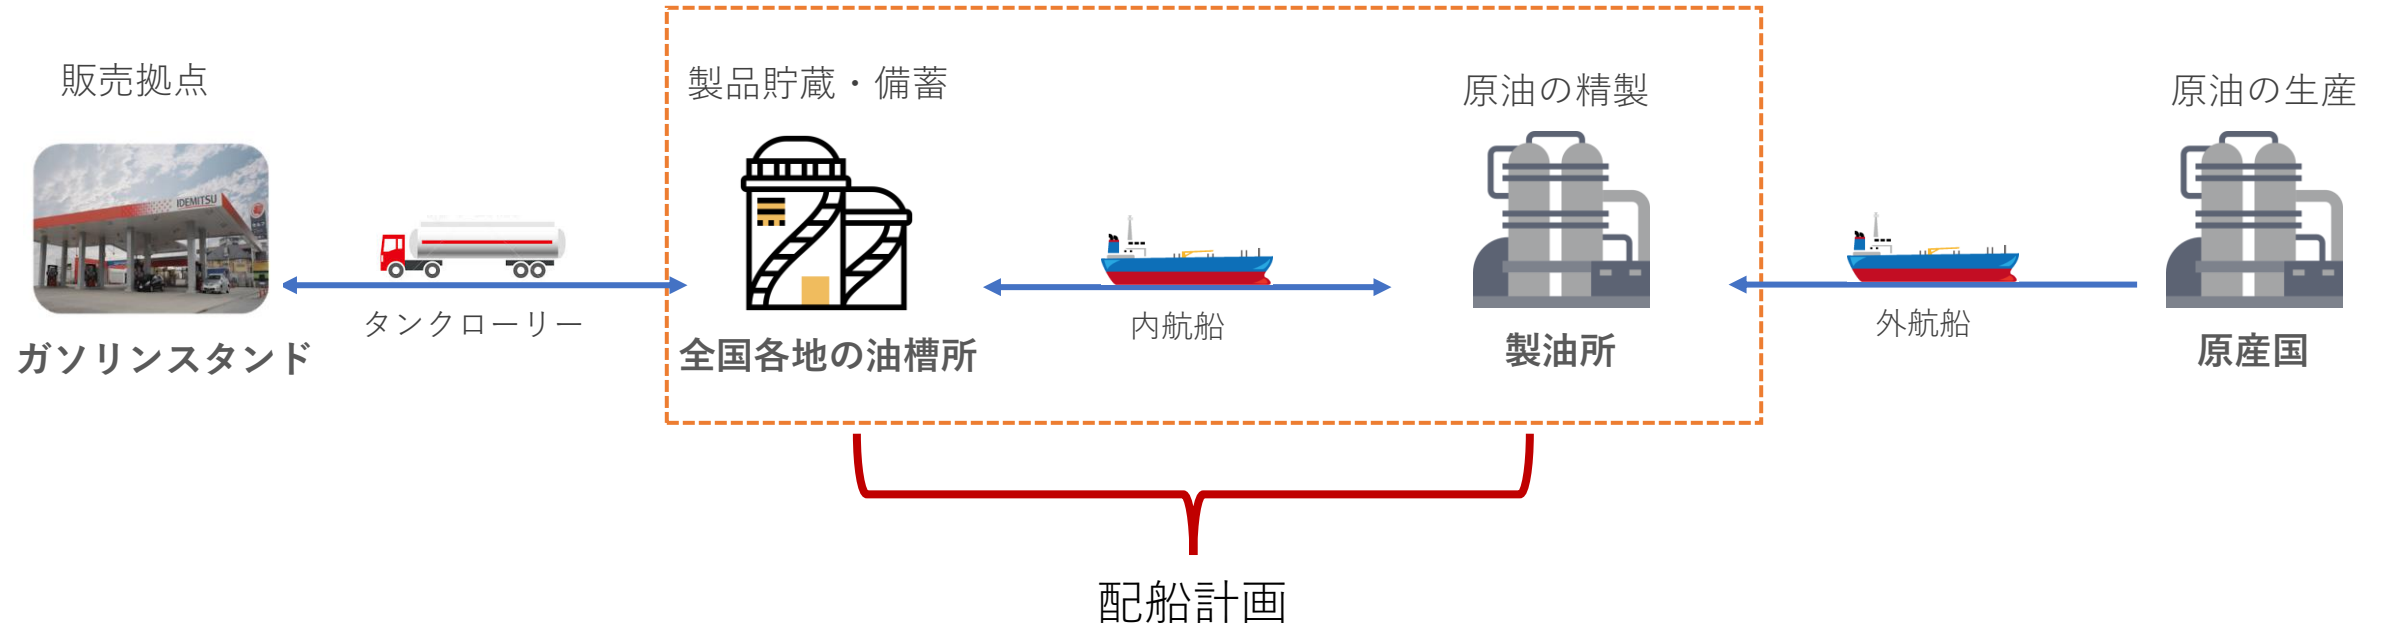 販売拠点
製品貯蔵・備蓄
原油の精製
原油の生産
IDEMITSU
タンクローリー
内航船
外航船
ガソリンスタンド
全国各地の油槽所
製油所
原産国
配船計画